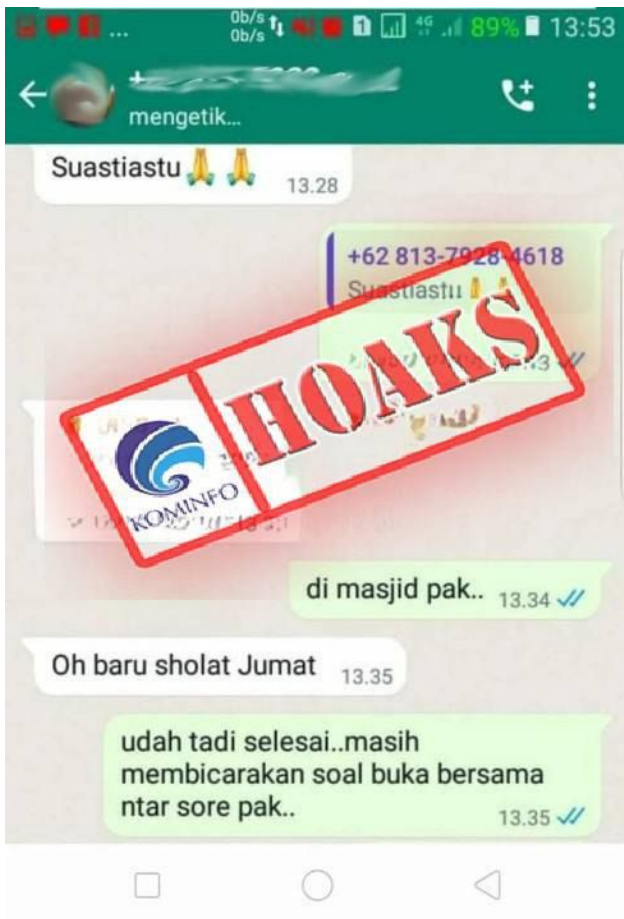 0b/s
0b/s
1
4G
89%
13:53
...
mengetik...
Suastiastu🙏🙏
13.28
+62 813-7928-4618
Suastiastu🙏🙏
HOAKS
KOMINFO
di masjid pak..
13.34
Oh baru sholat Jumat
13.35
udah tadi selesai..masih
membicarakan soal buka bersama
ntar sore pak..
13.35